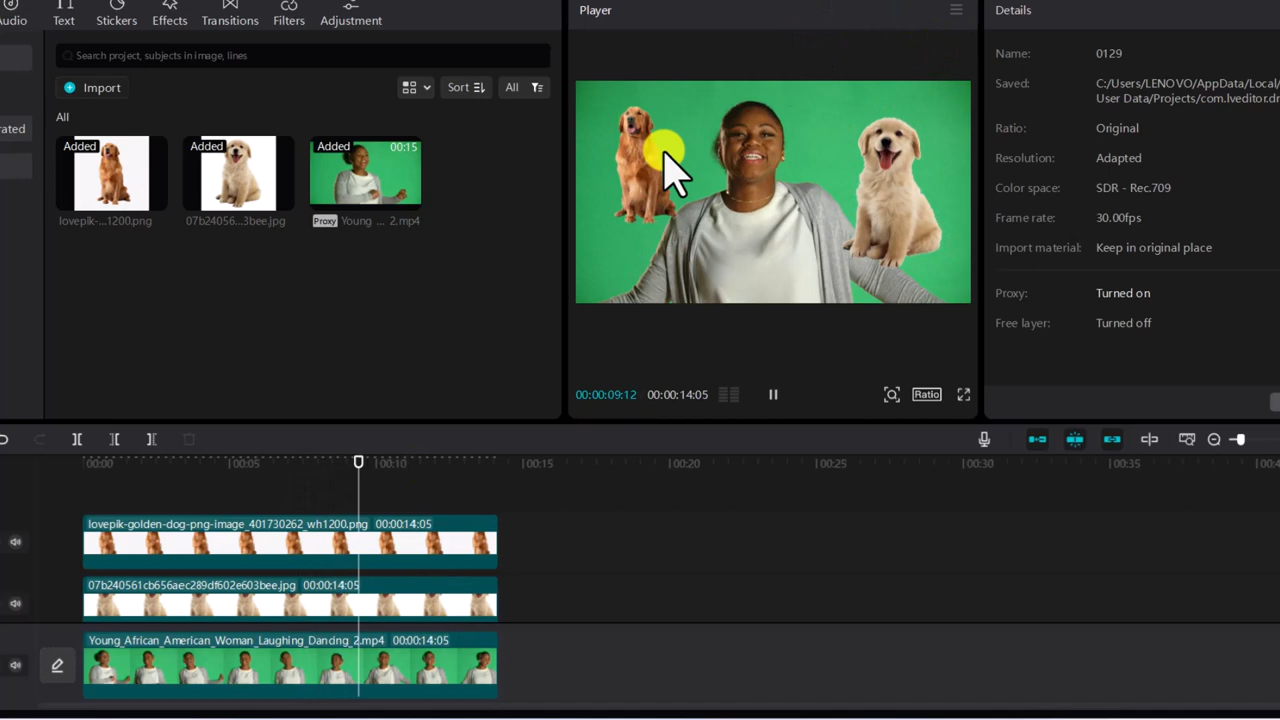 Audio
Text
Stickers
Effects
Transitions
Filters
Adjustment
Search project, subjects in image, lines
Import
Sort
All
All
Added
Added
Added
00:15
lovepik-...1200.png
07b24056...3bee.jpg
Proxy
Young ... 2.mp4
Player
00:00:09:12
00:00:14:05
Ratio
Details
Name:
0129
Saved:
C:/Users/LENOVO/AppData/Local/
User Data/Projects/com.lveditor.dr
Ratio:
Original
Resolution:
Adapted
Color space:
SDR - Rec.709
Frame rate:
30.00fps
Import material:
Keep in original place
Proxy:
Turned on
Free layer:
Turned off
00:00
00:05
00:10
00:15
00:20
00:25
00:30
00:35
lovepik-golden-dog-png-image_401730262_wh1200.png 00:00:14:05
07b240561cb656aec289df602e603bee.jpg 00:00:14:05
Young_African_American_Woman_Laughing_Dancing_2.mp4 00:00:14:05